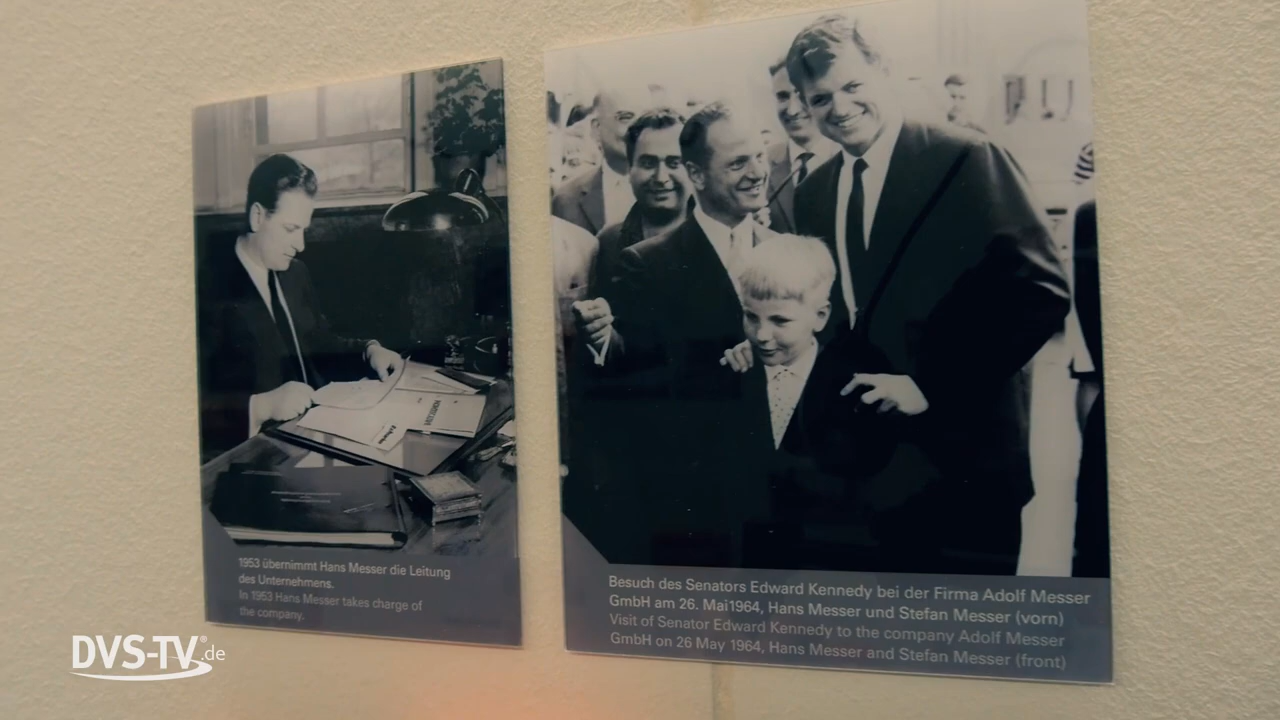 1953 übernimmt Hans Messer die Leitung
des Unternehmens.
In 1953 Hans Messer takes charge of
the company.
Besuch des Senators Edward Kennedy bei der Firma Adolf Messer
GmbH am 26. Mai1964, Hans Messer und Stefan Messer (vorn)
Visit of Senator Edward Kennedy to the company Adolf Messer
GmbH on 26 May 1964, Hans Messer and Stefan Messer (front)
DVS-TV®.de